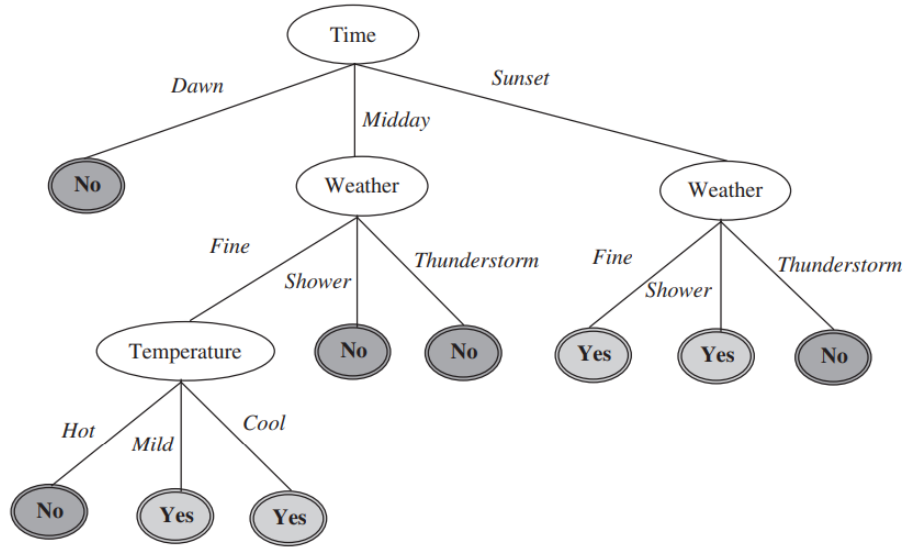 Time
Dawn
Midday
Sunset
No
Weather
Weather
Fine
Shower
Thunderstorm
Fine
Shower
Thunderstorm
Temperature
No
No
Yes
Yes
No
Hot
Mild
Cool
No
Yes
Yes